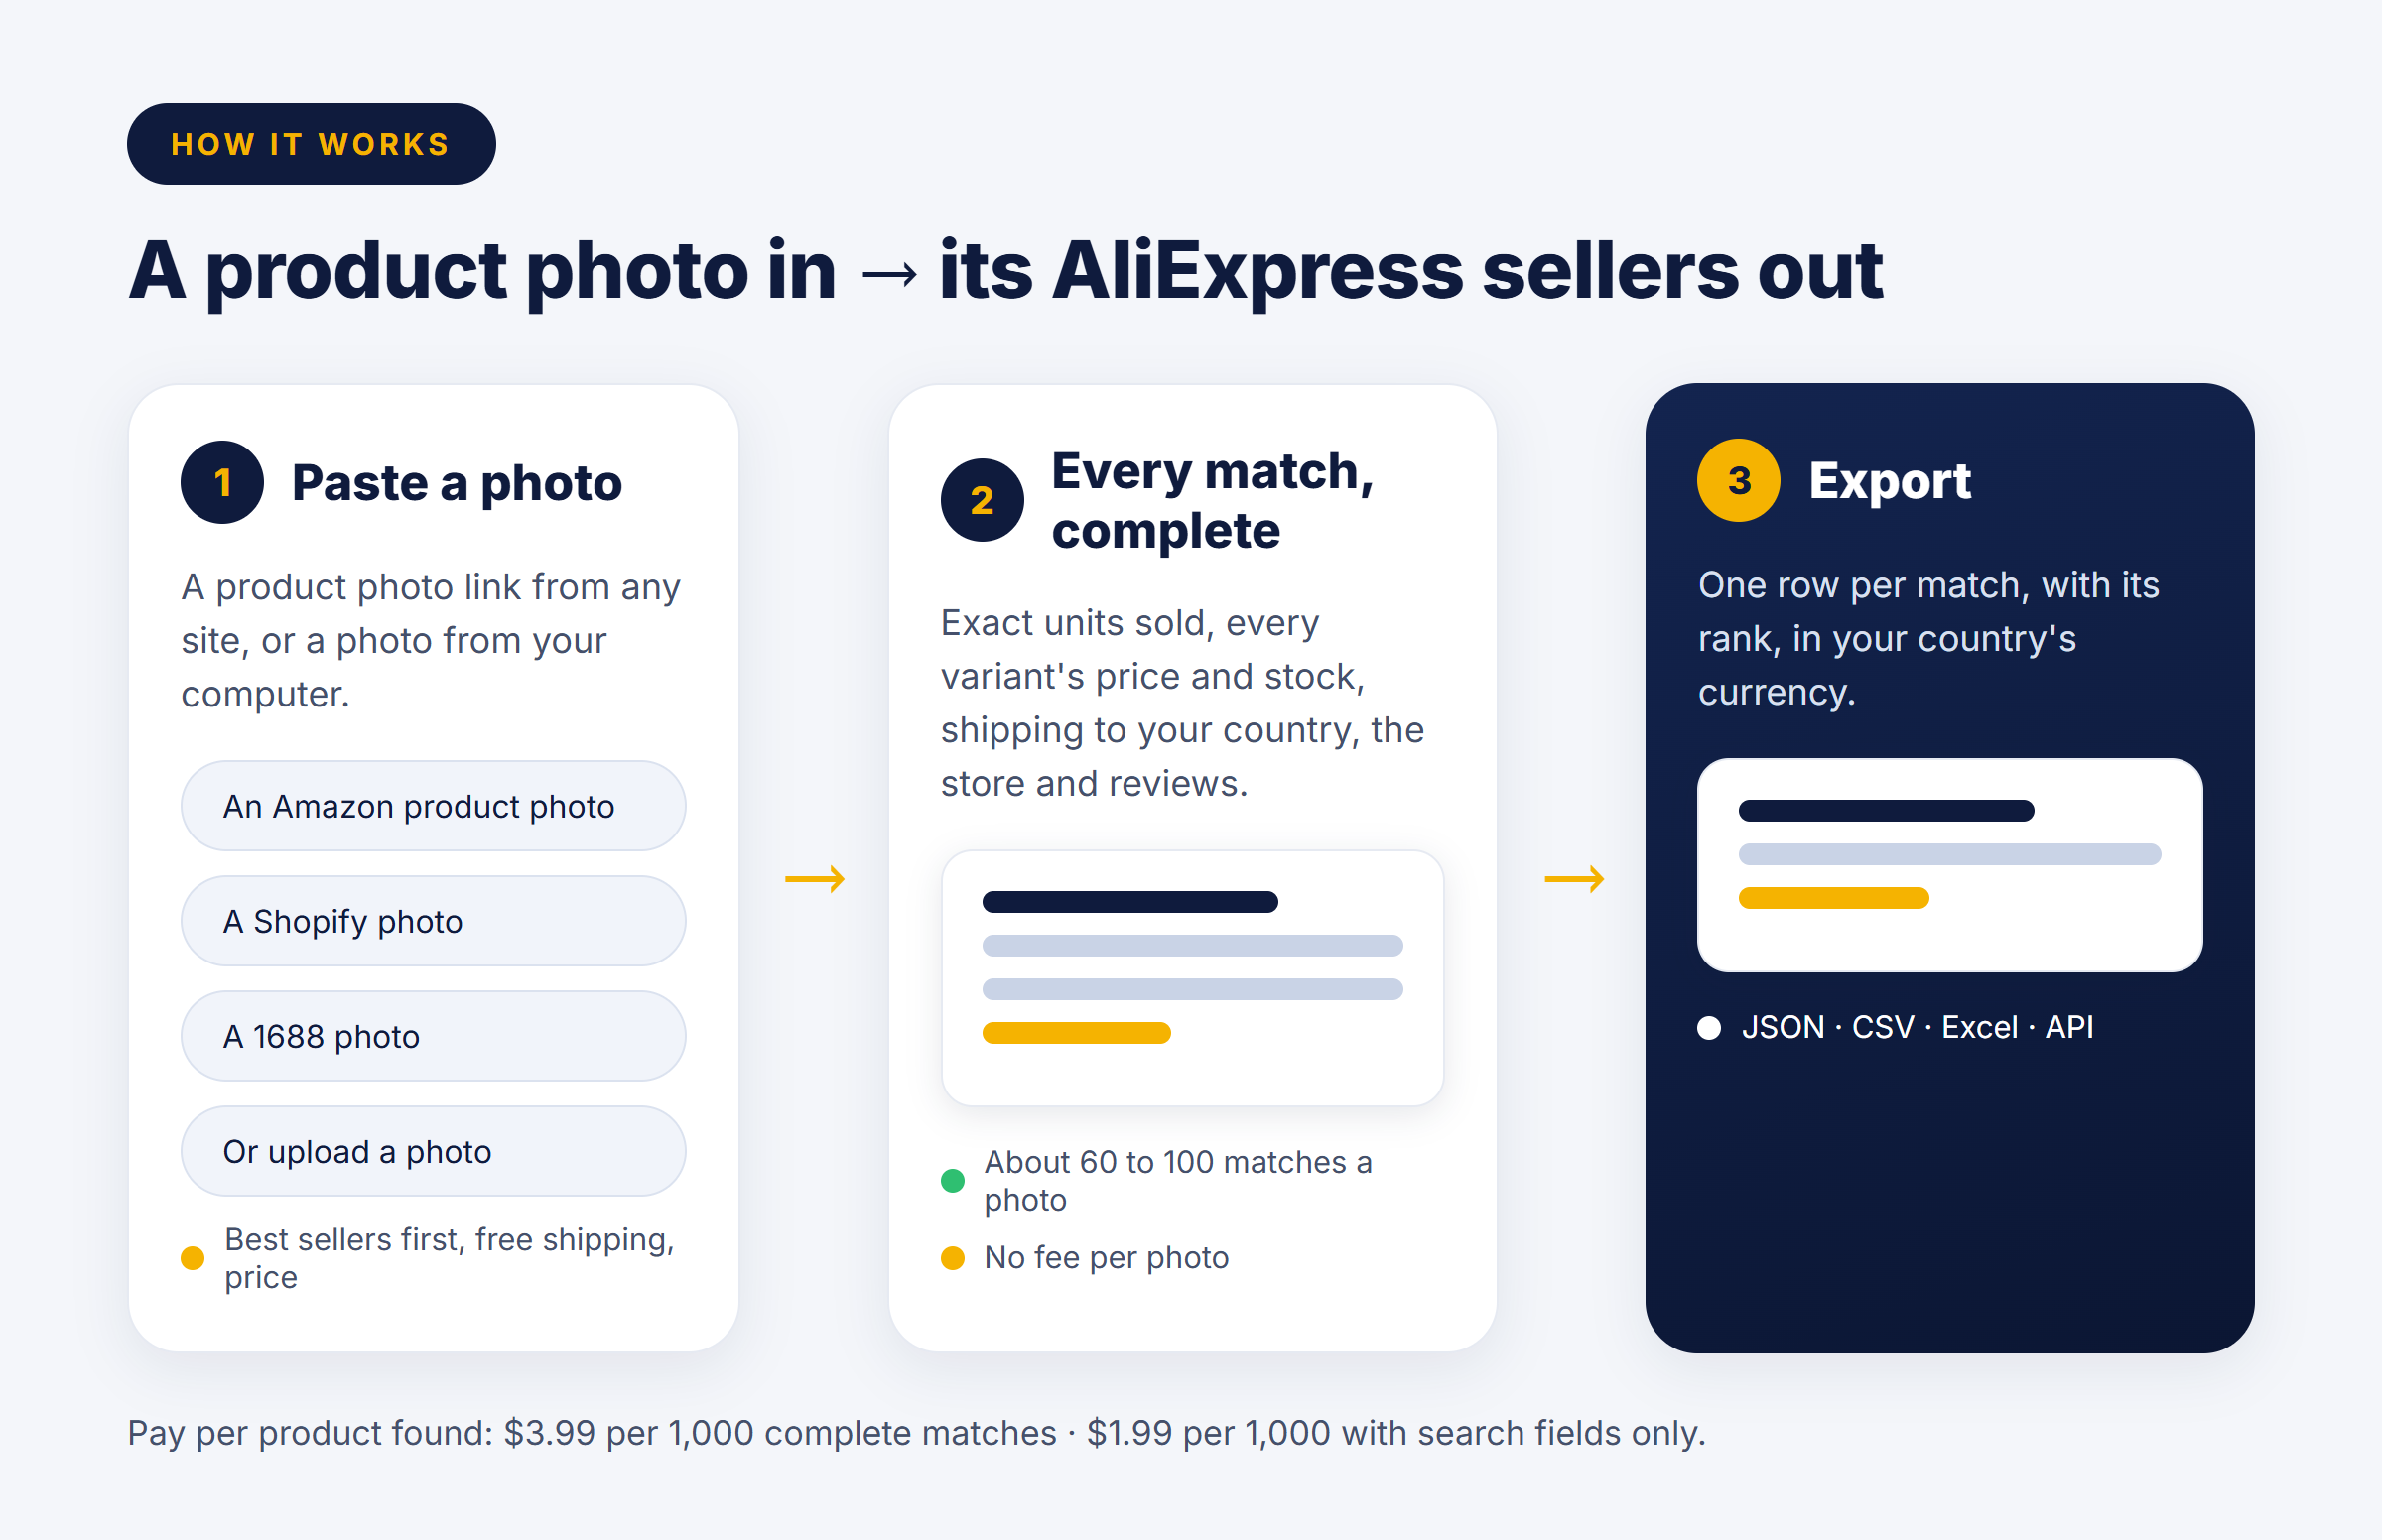 HOW IT WORKS
A product photo in → its AliExpress sellers out
1
Paste a photo
A product photo link from any
site, or a photo from your
computer.
An Amazon product photo
A Shopify photo
A 1688 photo
Or upload a photo
Best sellers first, free shipping,
price
→
2
Every match,
complete
Exact units sold, every
variant's price and stock,
shipping to your country, the
store and reviews.
About 60 to 100 matches a
photo
No fee per photo
→
3
Export
One row per match, with its
rank, in your country's
currency.
JSON · CSV · Excel · API
Pay per product found: $3.99 per 1,000 complete matches · $1.99 per 1,000 with search fields only.